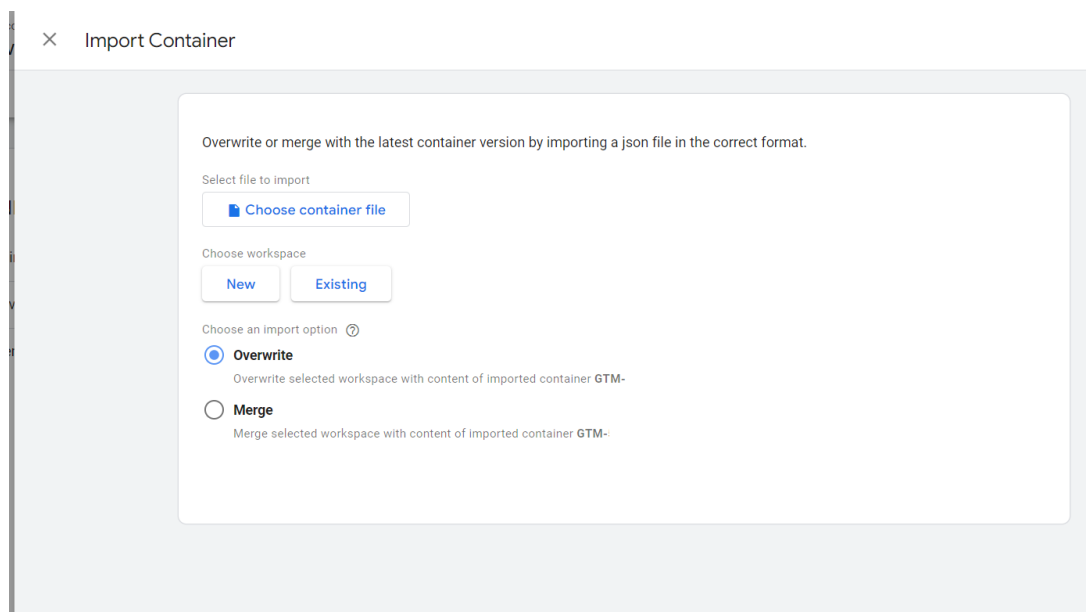 Import Container
Overwrite or merge with the latest container version by importing a json file in the correct format.
Select file to import
Choose container file
Choose workspace
New
Existing
Choose an import option
Overwrite
Overwrite selected workspace with content of imported container GTM-
Merge
Merge selected workspace with content of imported container GTM-